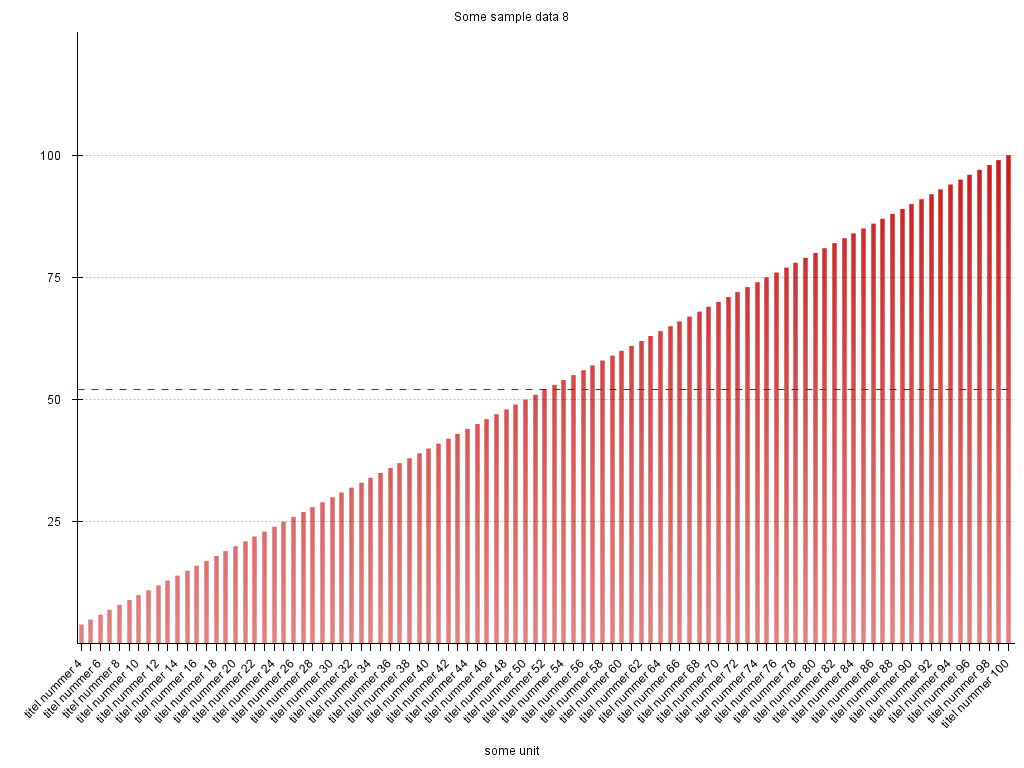 Some sample data 8
100
75
50
25
titel nummer 4
titel nummer 6
titel nummer 8
titel nummer 10
titel nummer 12
titel nummer 14
titel nummer 16
titel nummer 18
titel nummer 20
titel nummer 22
titel nummer 24
titel nummer 26
titel nummer 28
titel nummer 30
titel nummer 32
titel nummer 34
titel nummer 36
titel nummer 38
titel nummer 40
titel nummer 42
titel nummer 44
titel nummer 46
titel nummer 48
titel nummer 50
titel nummer 52
titel nummer 54
titel nummer 56
titel nummer 58
titel nummer 60
titel nummer 62
titel nummer 64
titel nummer 66
titel nummer 68
titel nummer 70
titel nummer 72
titel nummer 74
titel nummer 76
titel nummer 78
titel nummer 80
titel nummer 82
titel nummer 84
titel nummer 86
titel nummer 88
titel nummer 90
titel nummer 92
titel nummer 94
titel nummer 96
titel nummer 98
titel nummer 100
some unit